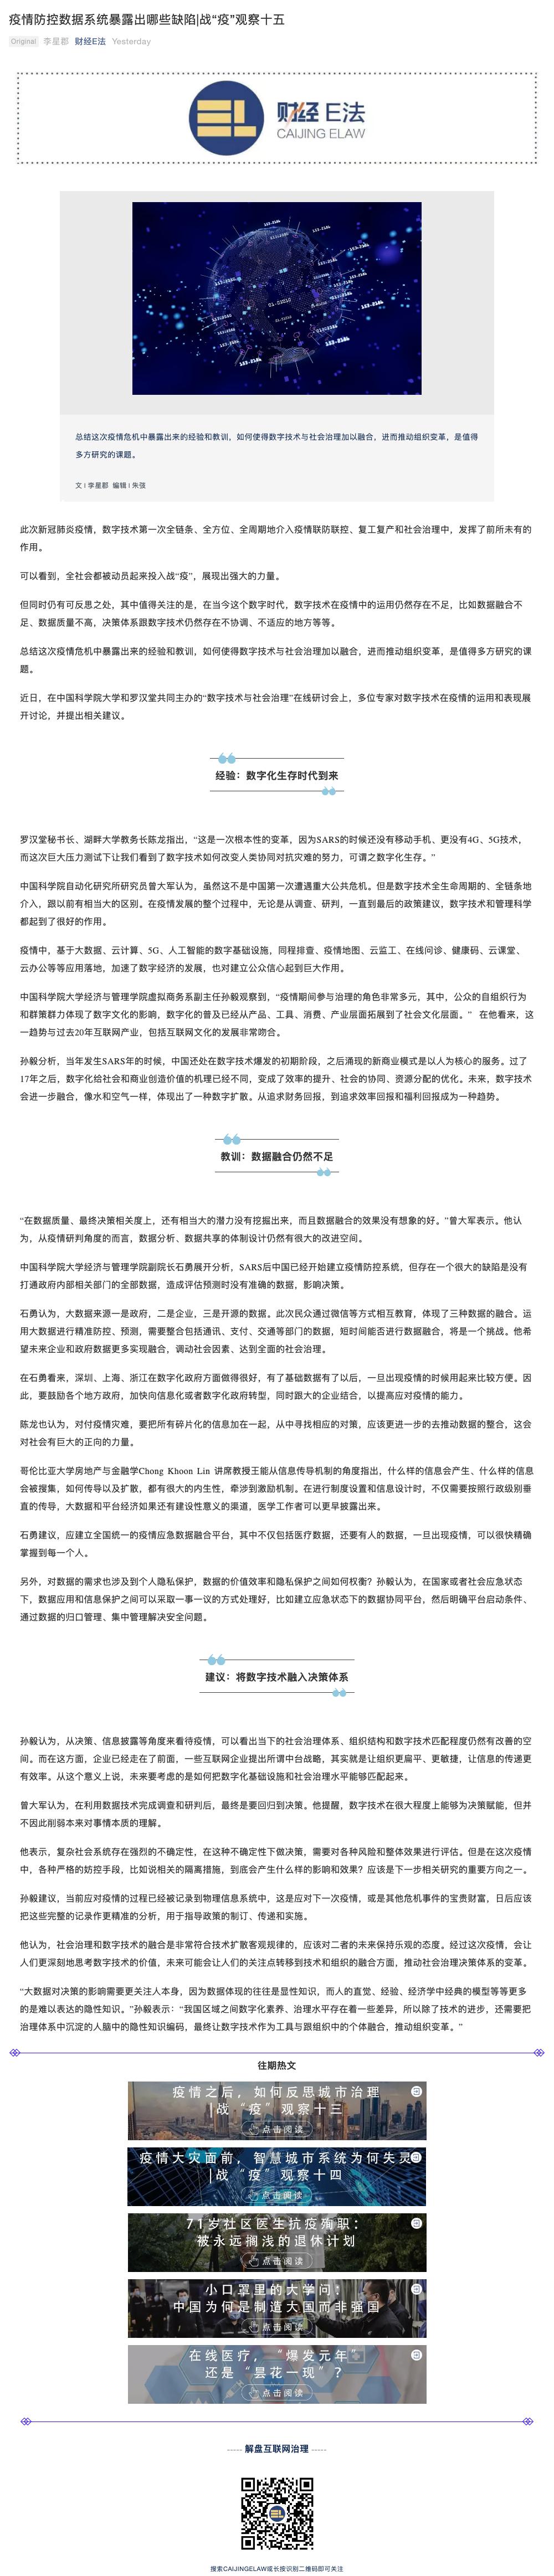 疫情防控数据系统暴露出哪些缺陷|战“疫”观察十五
Original 李星郡 财经E法 Yesterday
财经 E法
CAIJING ELAW
总结这次疫情危机中暴露出来的经验和教训，如何使得数字技术与社会治理加以融合，进而推动组织变革，是值得
多方研究的课题。
文 I 李星郡 编辑 I 朱弢
此次新冠肺炎疫情，数字技术第一次全链条、全方位、全周期地介入疫情联防联控、复工复产和社会治理中，发挥了前所未有的
作用。
可以看到，全社会都被动员起来投入战“疫”，展现出强大的力量。
但同时仍有可反思之处，其中值得关注的是，在当今这个数字时代，数字技术在疫情中的运用仍然存在不足，比如数据融合不
足、数据质量不高，决策体系跟数字技术仍然存在不协调、不适应的地方等等。
总结这次疫情危机中暴露出来的经验和教训，如何使得数字技术与社会治理加以融合，进而推动组织变革，是值得多方研究的课
题。
近日，在中国科学院大学和罗汉堂共同主办的“数字技术与社会治理”在线研讨会上，多位专家对数字技术在疫情的运用和表现展
开讨论，并提出相关建议。
经验：数字化生存时代到来
罗汉堂秘书长、湖畔大学教务长陈龙指出，“这是一次根本性的变革，因为SARS的时候还没有移动手机、更没有4G、5G技术，
而这次巨大压力测试下让我们看到了数字技术如何改变人类协同对抗灾难的努力，可谓之数字化生存。”
中国科学院自动化研究所研究员曾大军认为，虽然这不是中国第一次遭遇重大公共危机。但是数字技术全生命周期的、全链条地
介入，跟以前有相当大的区别。在疫情发展的整个过程中，无论是从调查、研判，一直到最后的政策建议，数字技术和管理科学
都起到了很好的作用。
疫情中，基于大数据、云计算、5G、人工智能的数字基础设施，同程排查、疫情地图、云监工、在线问诊、健康码、云课堂、
云办公等等应用落地，加速了数字经济的发展，也对建立公众信心起到巨大作用。
中国科学院大学经济与管理学院虚拟商务系副主任孙毅观察到，“疫情期间参与治理的角色非常多元，其中，公众的自组织行为
和群策群力体现了数字文化的影响，数字化的普及已经从产品、工具、消费、产业层面拓展到了社会文化层面。” 在他看来，这
一趋势与过去20年互联网产业，包括互联网文化的发展非常吻合。
孙毅分析，当年发生SARS年的时候，中国还处在数字技术爆发的初期阶段，之后涌现的新商业模式是以人为核心的服务。过了
17年之后，数字化给社会和商业创造价值的机理已经不同，变成了效率的提升、社会的协同、资源分配的优化。未来，数字技术
会进一步融合，像水和空气一样，体现出了一种数字扩散。从追求财务回报，到追求效率回报和福利回报成为一种趋势。
教训：数据融合仍然不足
“在数据质量、最终决策相关度上，还有相当大的潜力没有挖掘出来，而且数据融合的效果没有想象的好。”曾大军表示。他认
为，从疫情研判角度的而言，数据分析、数据共享的体制设计仍然有很大的改进空间。
中国科学院大学经济与管理学院副院长石勇展开分析，SARS后中国已经开始建立疫情防控系统，但存在一个很大的缺陷是没有
打通政府内部相关部门的全部数据，造成评估预测时没有准确的数据，影响决策。
石勇认为，大数据来源一是政府，二是企业，三是开源的数据。此次民众通过微信等方式相互教育，体现了三种数据的融合。运
用大数据进行精准防控、预测，需要整合包括通讯、支付、交通等部门的数据，短时间能否进行数据融合，将是一个挑战。他希
望未来企业和政府数据更多实现融合，调动社会因素、达到全面的社会治理。
在石勇看来，深圳、上海、浙江在数字化政府方面做得很好，有了基础数据有了以后，一旦出现疫情的时候用起来比较方便。因
此，要鼓励各个地方政府，加快向信息化或者数字化政府转型，同时跟大的企业结合，以提高应对疫情的能力。
陈龙也认为，对付疫情灾难，要把所有碎片化的信息加在一起，从中寻找相应的对策，应该更进一步的去推动数据的整合，这会
对社会有巨大的正向的力量。
哥伦比亚大学房地产与金融学Chong Khoon Lin 讲席教授王能从信息传导机制的角度指出，什么样的信息会产生、什么样的信息
会被搜集，如何传导以及扩散，都有很大的内生性，牵涉到激励机制。在进行制度设置和信息设计时，不仅需要按照行政级别垂
直的传导，大数据和平台经济如果还有建设性意义的渠道，医学工作者可以更早披露出来。
石勇建议，应建立全国统一的疫情应急数据融合平台，其中不仅包括医疗数据，还要有人的数据，一旦出现疫情，可以很快精确
掌握到每一个人。
另外，对数据的需求也涉及到个人隐私保护，数据的价值效率和隐私保护之间如何权衡？孙毅认为，在国家或者社会应急状态
下，数据应用和信息保护之间可以采取一事一议的方式处理好，比如建立应急状态下的数据协同平台，然后明确平台启动条件、
通过数据的归口管理、集中管理解决安全问题。
建议：将数字技术融入决策体系
孙毅认为，从决策、信息披露等角度来看待疫情，可以看出当下的社会治理体系、组织结构和数字技术匹配程度仍然有改善的空
间。而在这方面，企业已经走在了前面，一些互联网企业提出所谓中台战略，其实就是让组织更扁平、更敏捷，让信息的传递更
有效率。从这个意义上说，未来要考虑的是如何把数字化基础设施和社会治理水平能够匹配起来。
曾大军认为，在利用数据技术完成调查和研判后，最终是要回归到决策。他提醒，数字技术在很大程度上能够为决策赋能，但并
不因此削弱本来对事情本质的理解。
他表示，复杂社会系统存在强烈的不确定性，在这种不确定性下做决策，需要对各种风险和整体效果进行评估。但是在这次疫情
中，各种严格的妨控手段，比如说相关的隔离措施，到底会产生什么样的影响和效果？应该是下一步相关研究的重要方向之一。
孙毅建议，当前应对疫情的过程已经被记录到物理信息系统中，这是应对下一次疫情，或是其他危机事件的宝贵财富，日后应该
把这些完整的记录作更精准的分析，用于指导政策的制订、传递和实施。
他认为，社会治理和数字技术的融合是非常符合技术扩散客观规律的，应该对二者的未来保持乐观的态度。经过这次疫情，会让
人们更深刻地思考数字技术的价值，未来可能会让人们的关注点转移到技术和组织的融合方面，推动社会治理决策体系的变革。
“大数据对决策的影响需要更关注人本身，因为数据体现的往往是显性知识，而人的直觉、经验、经济学中经典的模型等等更多
的是难以表达的隐性知识。”孙毅表示：“我国区域之间数字化素养、治理水平存在着一些差异，所以除了技术的进步，还需要把
治理体系中沉淀的人脑中的隐性知识编码，最终让数字技术作为工具与跟组织中的个体融合，推动组织变革。”
往期热文
疫情之后，如何反思城市治理
|战“疫”观察十三
点击阅读
疫情大灾面前，智慧城市系统为何失灵
|战“疫”观察十四
点击阅读
71岁社区医生抗疫殉职：
被永远搁浅的退休计划
点击阅读
小口罩里的大学问：
中国为何是制造大国而非强国
点击阅读
在线医疗，“爆发元年”
还是“昙花一现”？
点击阅读
----- 解盘互联网治理 -----
搜索CAIJINGELAW或长按识别二维码即可关注